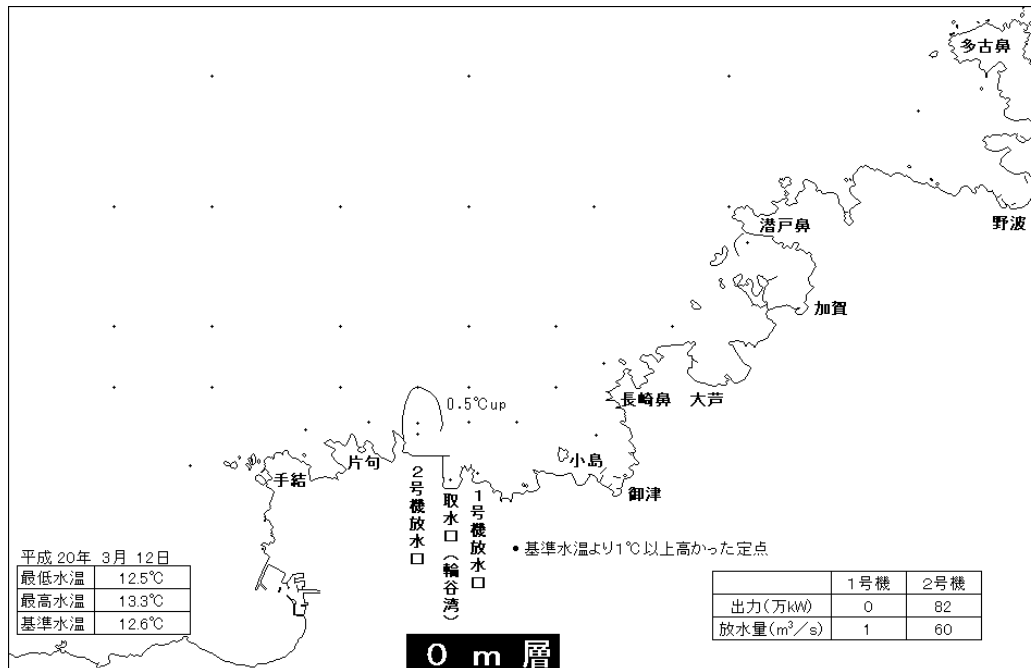 多古鼻
野波
潜戸鼻
加賀
0.5℃up
長崎鼻
大芦
小島
御津
片句
手結
2号機放水口
取水口(輪谷湾)
1号機放水口
• 基準水温より1℃以上高かった定点
平成 20年 3月 12日
最低水温 12.5℃
最高水温 13.3℃
基準水温 12.6℃
1号機 2号機
出力(万kW) 0 82
放水量(m³/s) 1 60
0 m 層